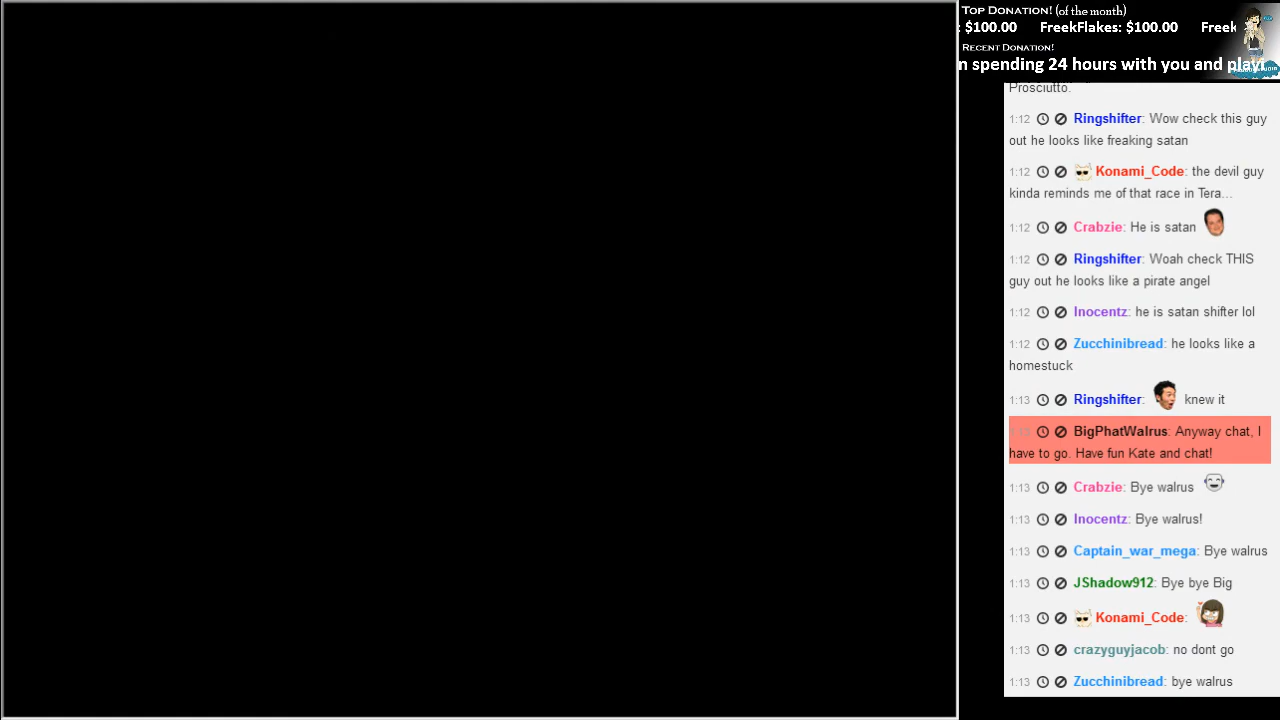 TOP DONATION! (of the month)
: $100.00 FreekFlakes: $100.00 Freek
RECENT DONATION!
n spending 24 hours with you and playi
Prosciutto.
1:12 Ringshifter: Wow check this guy
out he looks like freaking satan
1:12 Konami_Code: the devil guy
kinda reminds me of that race in Tera...
1:12 Crabzie: He is satan
1:12 Ringshifter: Woah check THIS
guy out he looks like a pirate angel
1:12 Inocentz: he is satan shifter lol
1:12 Zucchinibread: he looks like a
homestuck
1:13 Ringshifter: knew it
1:13 BigPhatWalrus: Anyway chat, I
have to go. Have fun Kate and chat!
1:13 Crabzie: Bye walrus
1:13 Inocentz: Bye walrus!
1:13 Captain_war_mega: Bye walrus
1:13 JShadow912: Bye bye Big
1:13 Konami_Code:
1:13 crazyguyjacob: no dont go
1:13 Zucchinibread: bye walrus